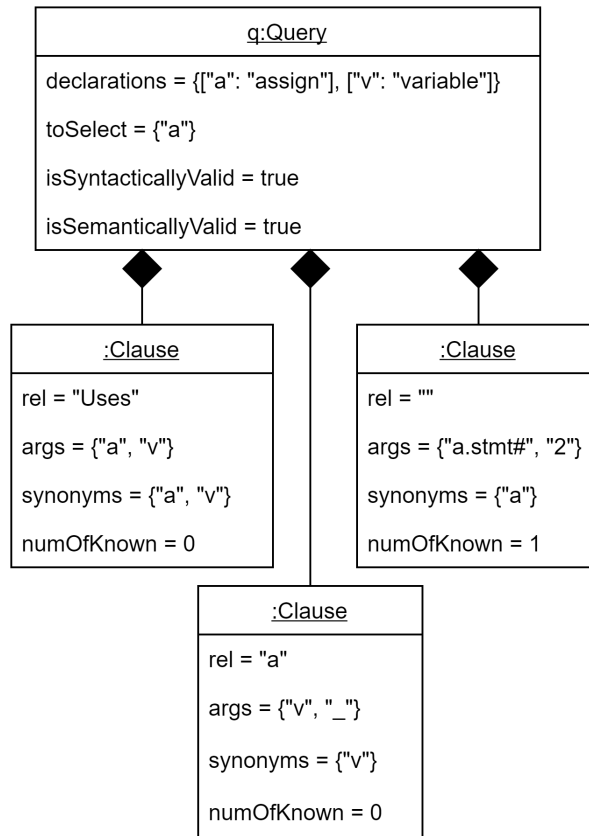 q:Query
declarations = {["a": "assign"], ["v": "variable"]}
toSelect = {"a"}
isSyntacticallyValid = true
isSemanticallyValid = true
:Clause
rel = "Uses"
args = {"a", "v"}
synonyms = {"a", "v"}
numOfKnown = 0
:Clause
rel = ""
args = {"a.stmt#", "2"}
synonyms = {"a"}
numOfKnown = 1
:Clause
rel = "a"
args = {"v", "_"}
synonyms = {"v"}
numOfKnown = 0